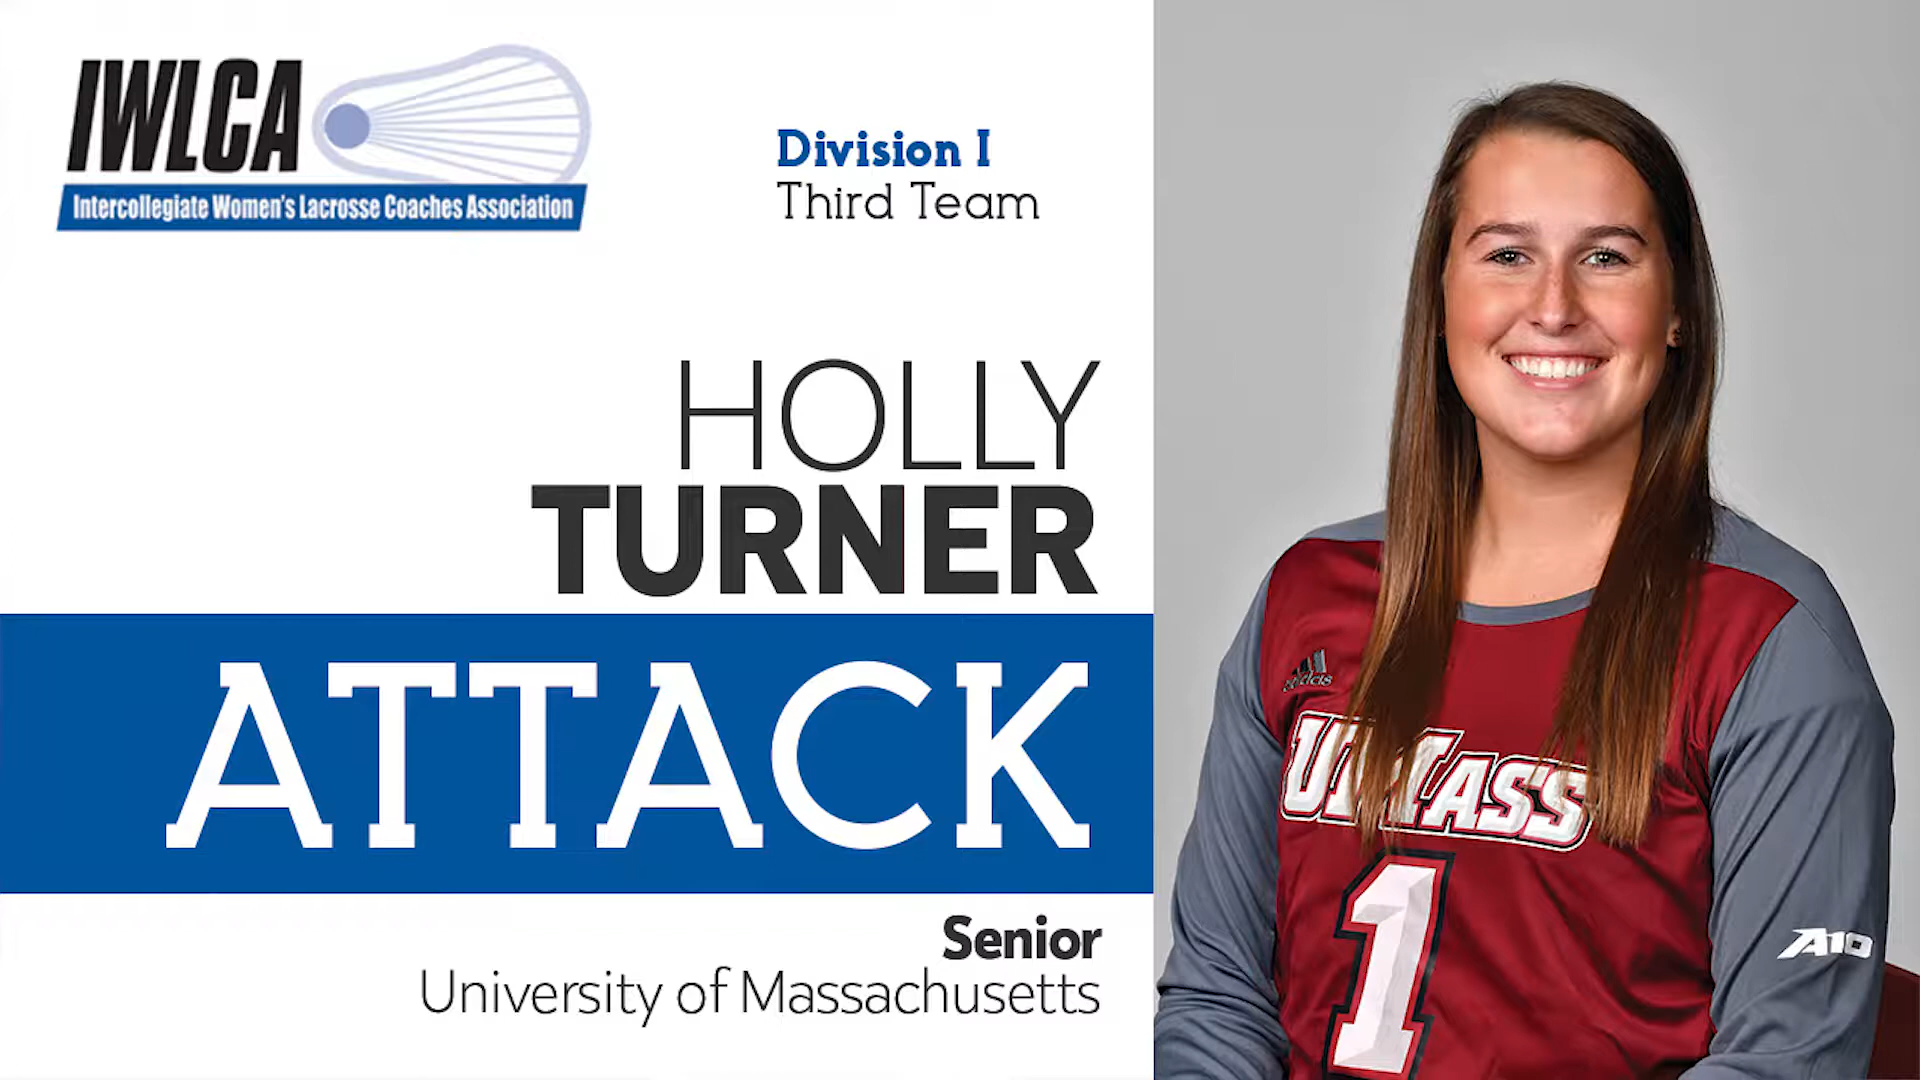 IWLCA
Intercollegiate Women's Lacrosse Coaches Association
Division I
Third Team
HOLLY
TURNER
ATTACK
Senior
University of Massachusetts
adidas
UMASS
1
A10